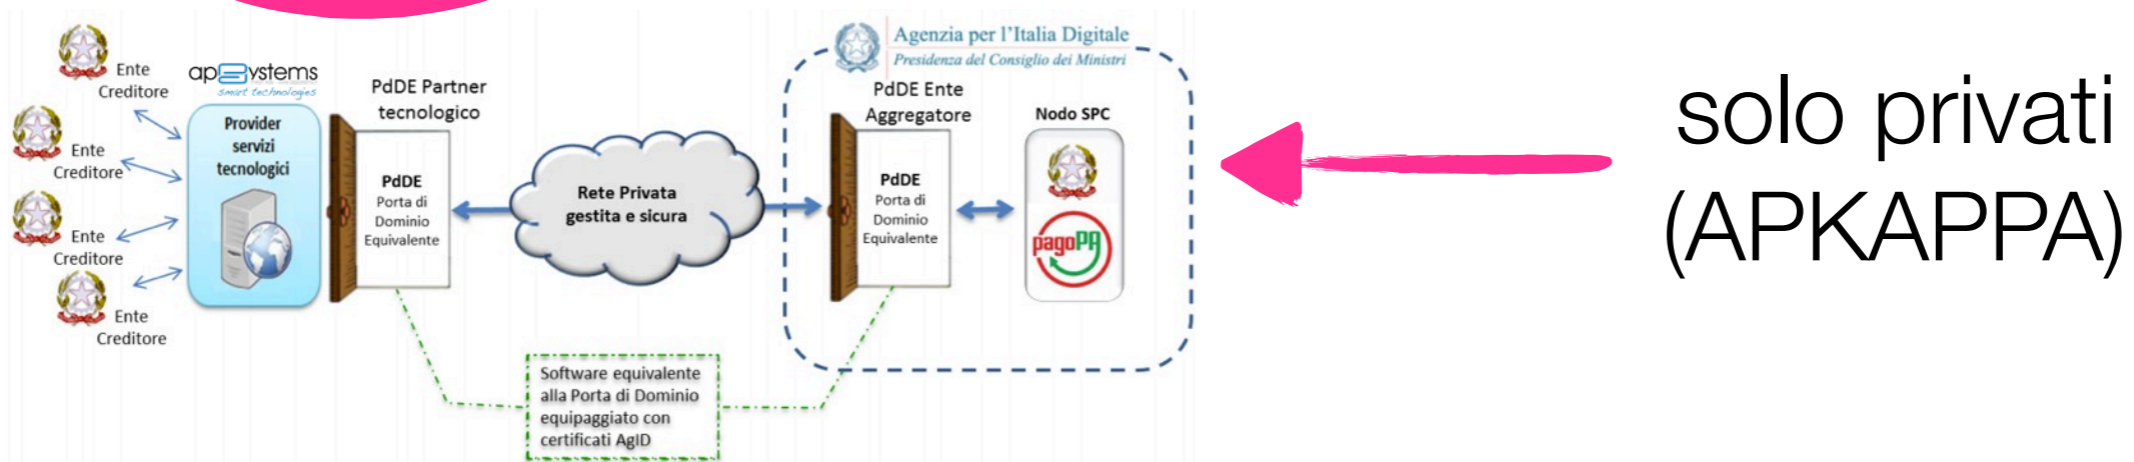 Ente
Creditore
Ente
Creditore
Ente
Creditore
Ente
Creditore
apsystems
smart technologies
Provider
servizi
tecnologici
PdDE Partner
tecnologico
PdDE
Porta di
Dominio
Equivalente
Rete Privata
gestita e sicura
Agenzia per l'Italia Digitale
Presidenza del Consiglio dei Ministri
PdDE Ente
Aggregatore
PdDE
Porta di
Dominio
Equivalente
Nodo SPC
pagoPA
Software equivalente
alla Porta di Dominio
equipaggiato con
certificati AgID
solo privati
(APKAPPA)